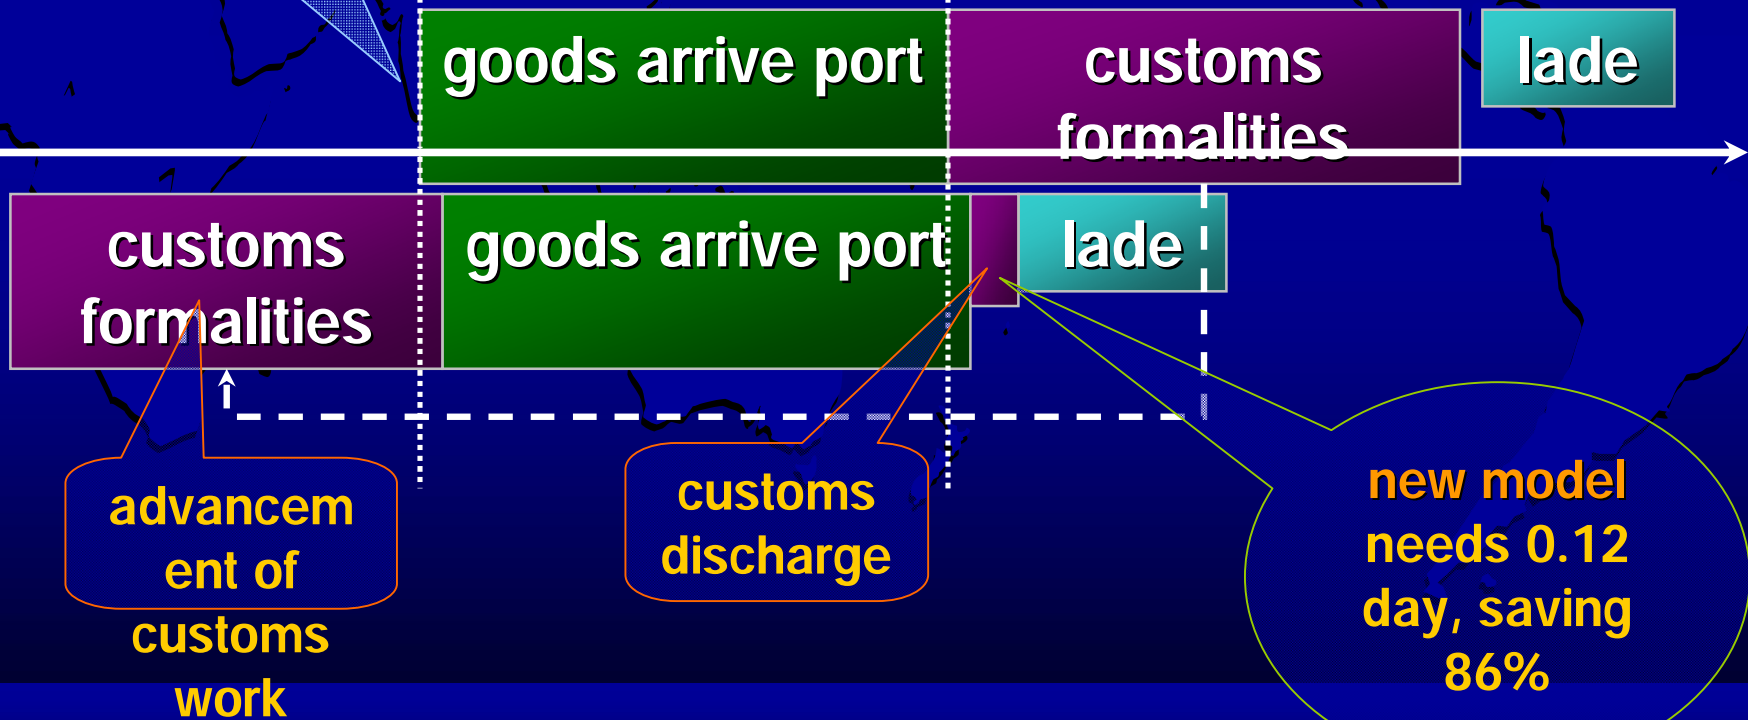 goods arrive port
customs
formalities
lade
customs
formalities
goods arrive port
lade
advancem
ent of
customs
work
customs
discharge
new model
needs 0.12
day, saving
86%